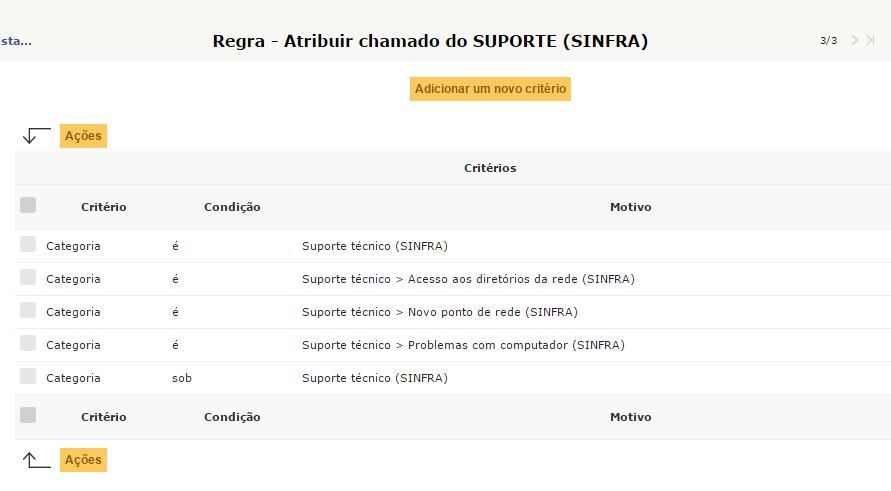 sta...
Regra - Atribuir chamado do SUPORTE (SINFRA)
3/3
Adicionar um novo critério
Ações
Critérios
Critério Condição Motivo
Categoria é Suporte técnico (SINFRA)
Categoria é Suporte técnico > Acesso aos diretórios da rede (SINFRA)
Categoria é Suporte técnico > Novo ponto de rede (SINFRA)
Categoria é Suporte técnico > Problemas com computador (SINFRA)
Categoria sob Suporte técnico (SINFRA)
Critério Condição Motivo
Ações